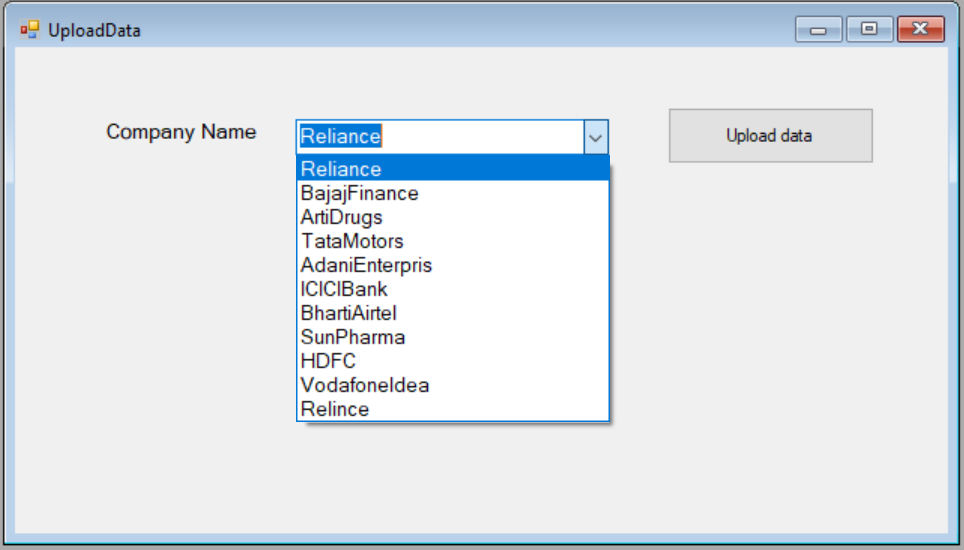 UploadData
Company Name
Reliance
Upload data
Reliance
BajajFinance
ArtiDrugs
TataMotors
AdaniEnterpris
ICICIBank
BhartiAirtel
SunPharma
HDFC
VodafoneIdea
Relince